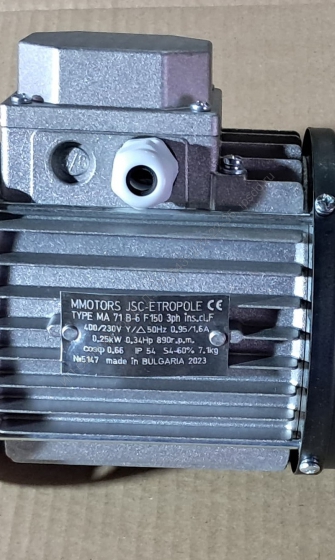 MMOTORS JSC-ETROPOLE CE
TYPE MA 71 B-6 F150 3ph ins.cl.F
400/230V Y/△ 50Hz 0.95/1.6A
0.25kW 0.34Hp 890r.p.m.
cosφ 0.66 IP 54 S4-60% 7.1kg
№5147 made in BULGARIA 2023